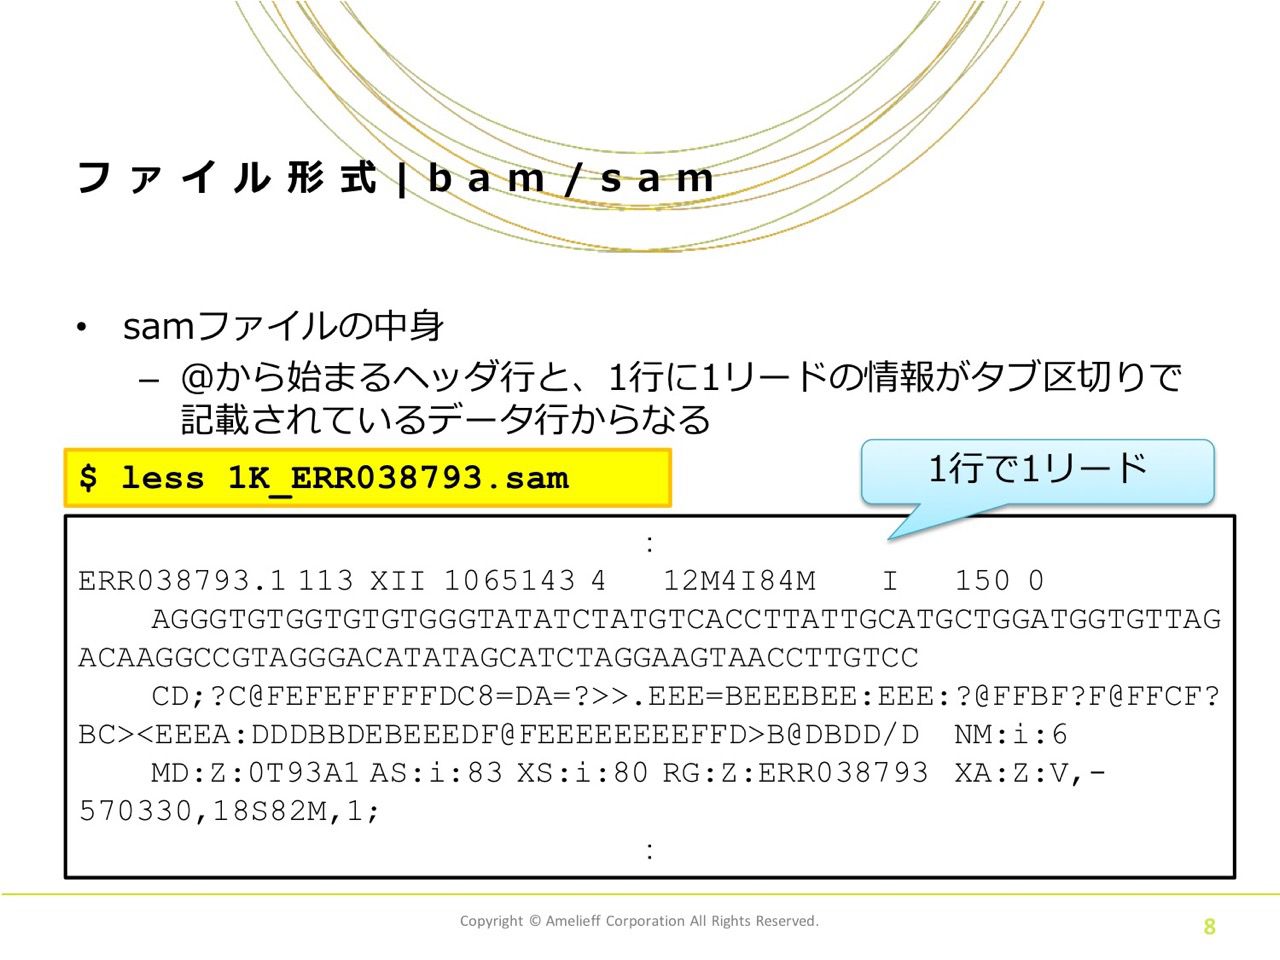 ファイル形式|bam/sam
• samファイルの中身
– @から始まるヘッダ行と、1行に1リードの情報がタブ区切りで
記載されているデータ行からなる
$ less 1K_ERR038793.sam
1行で1リード
:
ERR038793.1 113 XII 1065143 4 12M4I84M I 150 0
AGGGTGTGGTGTGTGGGTATATCTATGTCACCTTATTGCATGCTGGATGGTGTTAG
ACAAGGCCGTAGGGACATATAGCATCTAGGAAGTAACCTTGTCC
CD;?C@FEFEFFFFFDC8=DA=?>>.EEE=BEEEBEE:EEE:?@FFBF?F@FFCF?
BC><EEEA:DDDBBDEBEEEDF@FEEEEEEEEFFD>B@DBDD/D NM:i:6
MD:Z:0T93A1 AS:i:83 XS:i:80 RG:Z:ERR038793 XA:Z:V,-
570330,18S82M,1;
:
Copyright © Amelieff Corporation All Rights Reserved.
8